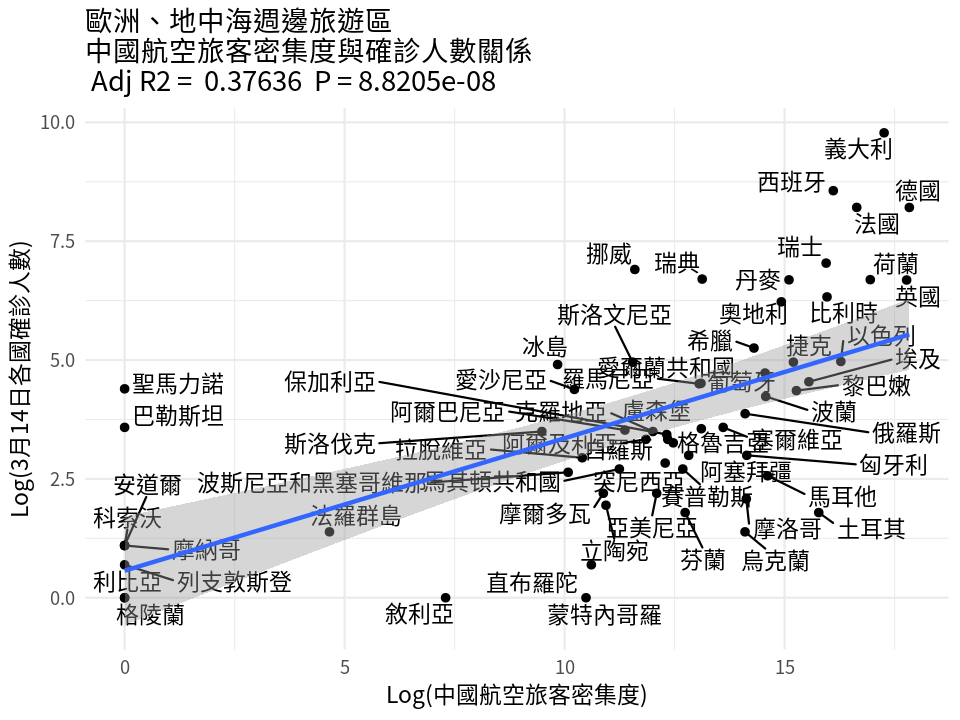 歐洲、地中海週邊旅遊區
中國航空旅客密集度與確診人數關係
Adj R2 = 0.37636 P = 8.8205e-08
10.0
義大利
西班牙
德國
法國
7.5
瑞士
挪威
瑞典
荷蘭
丹麥
英國
奧地利
比利時
斯洛文尼亞
希臘
以色列
冰島
捷克
埃及
5.0
愛爾蘭共和國
保加利亞
愛沙尼亞
羅馬尼亞
葡萄牙
黎巴嫩
聖馬力諾
阿爾巴尼亞
克羅地亞
盧森堡
波蘭
巴勒斯坦
俄羅斯
斯洛伐克
拉脫維亞
阿爾及利亞
白羅斯
格魯吉亞
塞爾維亞
匈牙利
2.5
安道爾
波斯尼亞和黑塞哥維那
馬其頓共和國
突尼西亞
阿塞拜疆
賽普勒斯
馬耳他
科索沃
法羅群島
摩爾多瓦
亞美尼亞
摩洛哥
土耳其
摩納哥
立陶宛
芬蘭
烏克蘭
利比亞
列支敦斯登
直布羅陀
0.0
格陵蘭
敘利亞
蒙特內哥羅
0
5
10
15
Log(中國航空旅客密集度)
Log(3月14日各國確診人數)